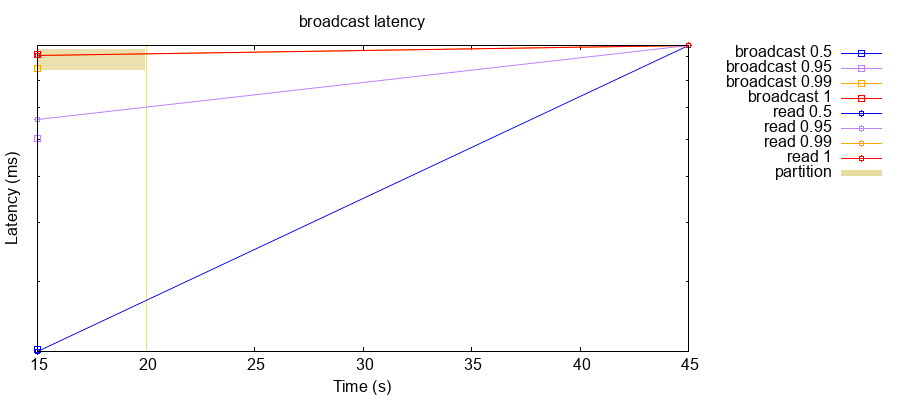 broadcast latency
broadcast 0.5
broadcast 0.95
broadcast 0.99
broadcast 1
read 0.5
read 0.95
read 0.99
read 1
partition
Latency (ms)
15 20 25 30 35 40 45
Time (s)